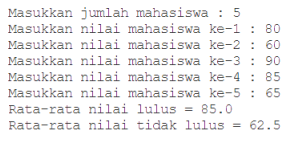 Masukkan jumlah mahasiswa : 5
Masukkan nilai mahasiswa ke-1 : 80
Masukkan nilai mahasiswa ke-2 : 60
Masukkan nilai mahasiswa ke-3 : 90
Masukkan nilai mahasiswa ke-4 : 85
Masukkan nilai mahasiswa ke-5 : 65
Rata-rata nilai lulus = 85.0
Rata-rata nilai tidak lulus = 62.5